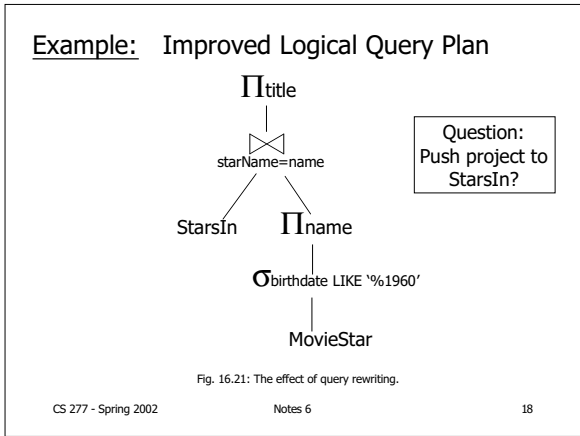 Example: Improved Logical Query Plan
Πtitle
starName=name
Question:
Push project to
StarsIn?
StarsIn Πname
σbirthdate LIKE ‘%1960’
MovieStar
Fig. 16.21: The effect of query rewriting.
CS 277 - Spring 2002 Notes 6 18